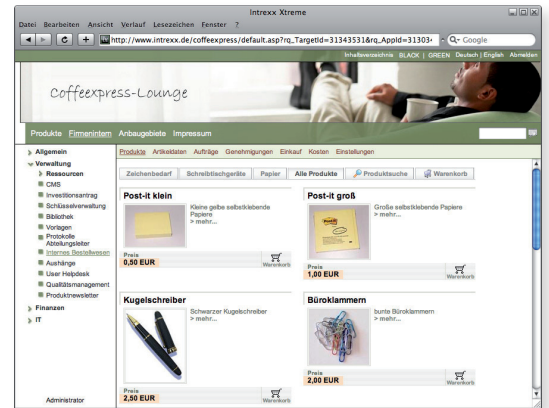 Intrexx Xtreme
Datei Bearbeiten Ansicht Verlauf Lesezeichen Fenster ?
http://www.intrexx.de/coffeexpress/default.asp?rq_TargetId=31343531&rq_AppId=31303
Google
Inhaltsverzeichnis BLACK | GREEN Deutsch | English Abmelden
Coffeexpress-Lounge
Produkte Firmenintern Anbaugebiete Impressum
Allgemein
Verwaltung
Ressourcen
CMS
Investitionsantrag
Schlüsselverwaltung
Bibliothek
Vorlagen
Protokolle
Abteilungsleiter
Internes Bestellwesen
Aushänge
User Helpdesk
Qualitätsmanagement
Produktnewsletter
Finanzen
IT
Administrator
Produkte Artikeldaten Aufträge Genehmigungen Einkauf Kosten Einstellungen
Zeichenbedarf Schreibtischgeräte Papier Alle Produkte Produktsuche Warenkorb
Post-it klein
Kleine gelbe selbstklebende
Papiere
> mehr...
Preis
0,50 EUR
Warenkorb
Post-it groß
Große selbstklebende Papiere
> mehr...
Preis
1,00 EUR
Warenkorb
Kugelschreiber
Schwarzer Kugelschreiber
> mehr...
Preis
2,50 EUR
Warenkorb
Büroklammern
bunte Büroklammern
> mehr...
Preis
2,00 EUR
Warenkorb